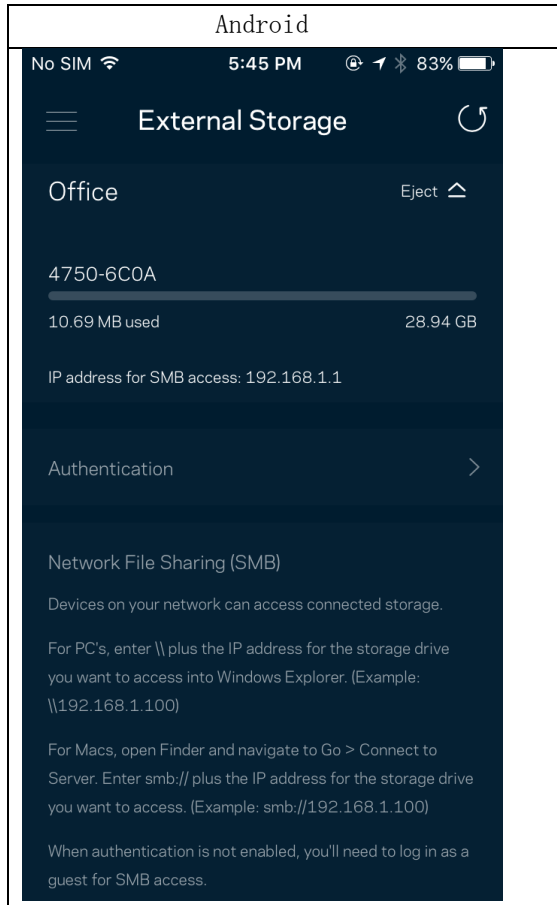 Android
No SIM 5:45 PM 83%
External Storage
Office Eject
4750-6C0A
10.69 MB used 28.94 GB
IP address for SMB access: 192.168.1.1
Authentication
Network File Sharing (SMB)
Devices on your network can access connected storage.
For PC's, enter \\ plus the IP address for the storage drive
you want to access into Windows Explorer. (Example:
\\192.168.1.100)
For Macs, open Finder and navigate to Go > Connect to
Server. Enter smb:// plus the IP address for the storage drive
you want to access. (Example: smb://192.168.1.100)
When authentication is not enabled, you'll need to log in as a
guest for SMB access.